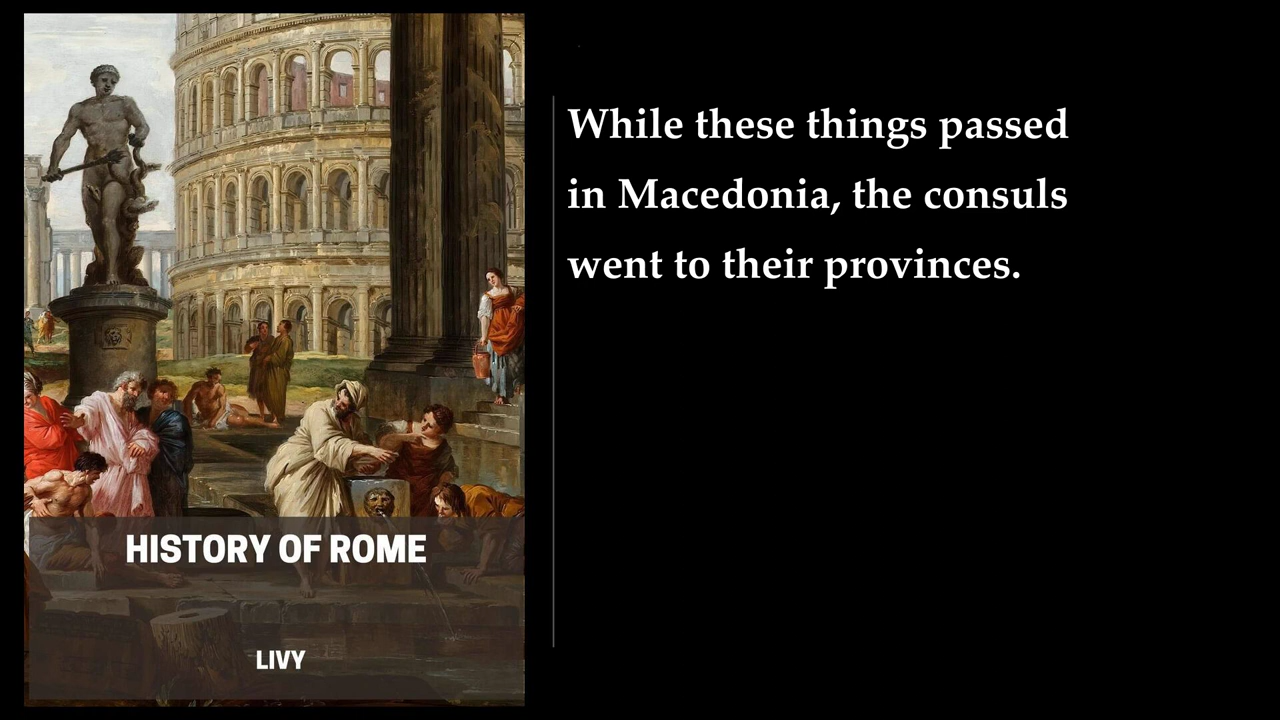 HISTORY OF ROME
LIVY
While these things passed
in Macedonia, the consuls
went to their provinces.